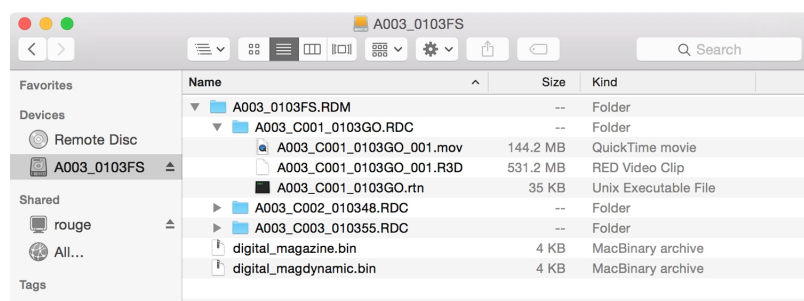 A003_0103FS
Search
Favorites
Devices
Remote Disc
A003_0103FS
Shared
rouge
All...
Tags
Name Size Kind
A003_0103FS.RDM -- Folder
A003_C001_0103GO.RDC -- Folder
A003_C001_0103GO_001.mov 144.2 MB QuickTime movie
A003_C001_0103GO_001.R3D 531.2 MB RED Video Clip
A003_C001_0103GO.rtn 35 KB Unix Executable File
A003_C002_010348.RDC -- Folder
A003_C003_010355.RDC -- Folder
digital_magazine.bin 4 KB MacBinary archive
digital_magdynamic.bin 4 KB MacBinary archive